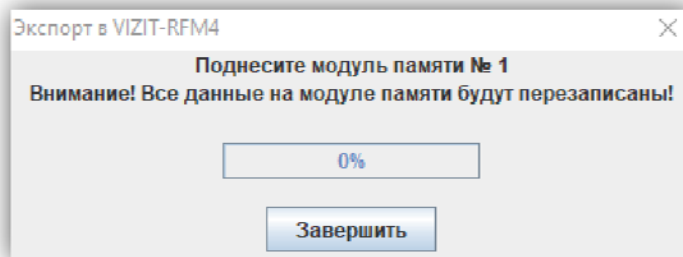 Экспорт в VIZIT-RFM4
Поднесите модуль памяти № 1
Внимание! Все данные на модуле памяти будут перезаписаны!
0%
Завершить